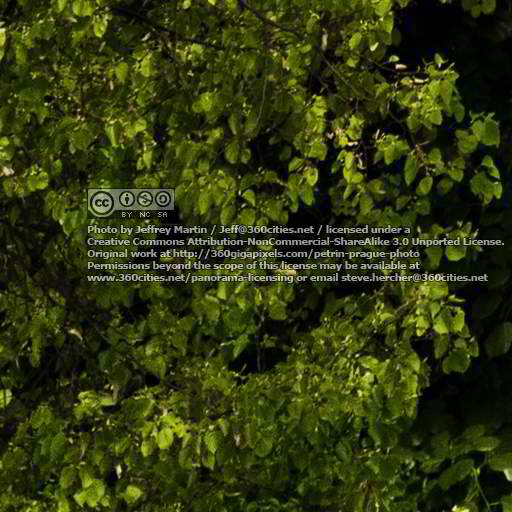 cc
BY NC SA
Photo by Jeffrey Martin / Jeff@360cities.net / licensed under a
Creative Commons Attribution-NonCommercial-ShareAlike 3.0 Unported License.
Original work at http://360gigapixels.com/petrin-prague-photo
Permissions beyond the scope of this license may be available at
www.360cities.net/panorama-licensing or email steve.hercher@360cities.net